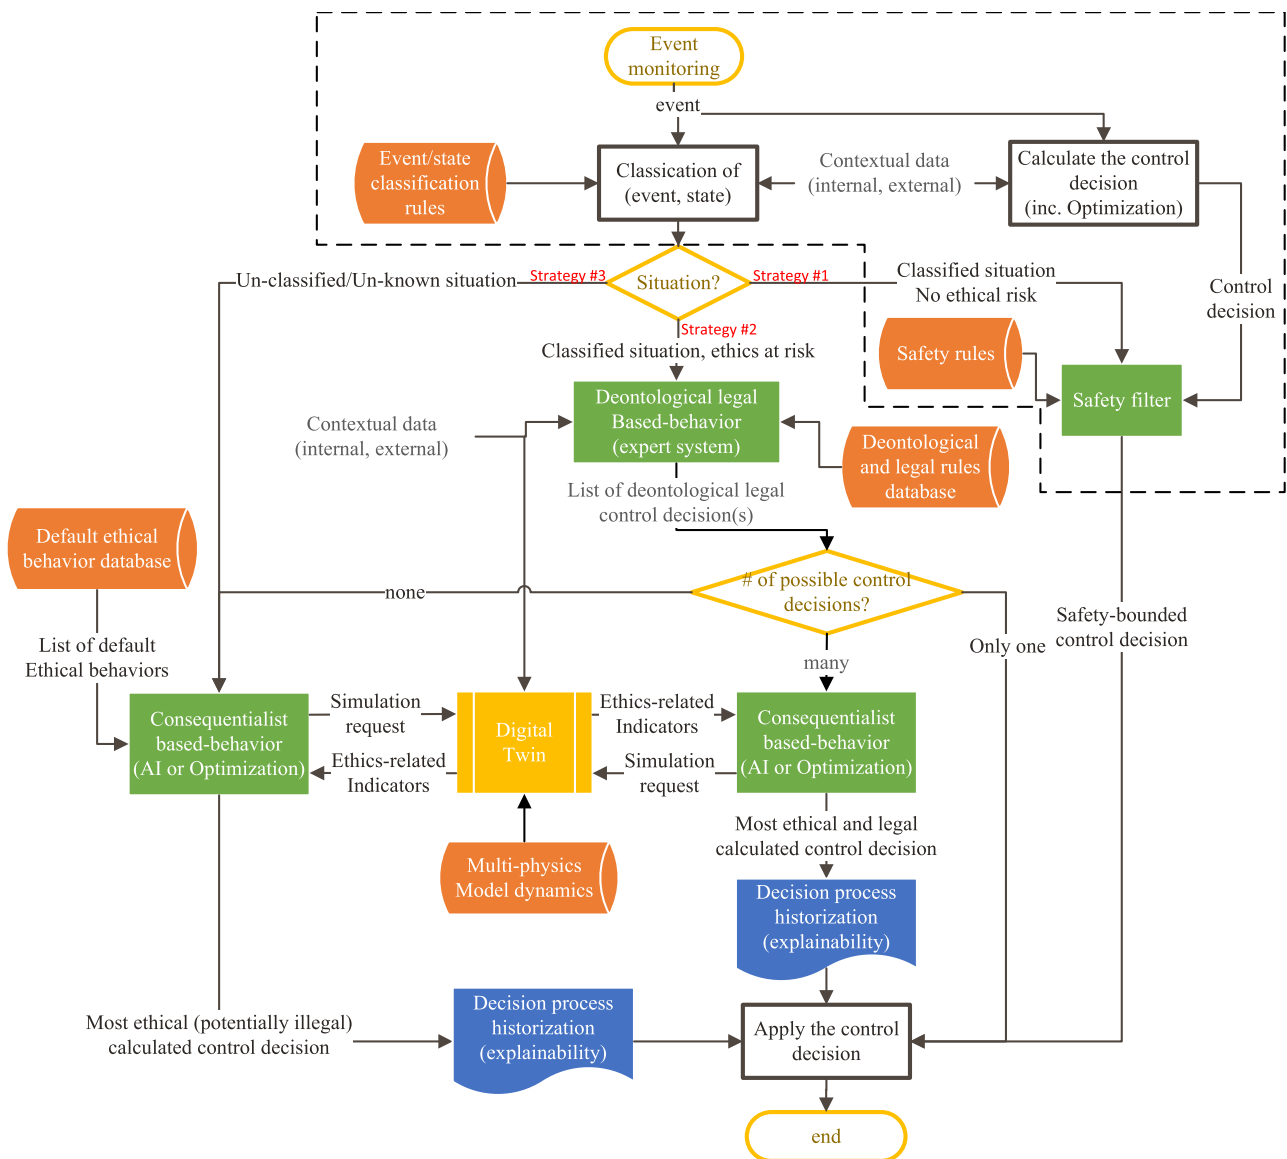 Event
monitoring
event
Event/state
classification
rules
Classication of
(event, state)
Contextual data
(internal, external)
Calculate the control
decision
(inc. Optimization)
Un-classified/Un-known situation
Strategy #3
Situation?
Strategy #1
Classified situation
No ethical risk
Control
decision
Strategy #2
Classified situation, ethics at risk
Safety rules
Safety filter
Contextual data
(internal, external)
Deontological legal
Based-behavior
(expert system)
Deontological
and legal rules
database
List of deontological legal
control decision(s)
Default ethical
behavior database
none
# of possible control
decisions?
Only one
Safety-bounded
control decision
List of default
Ethical behaviors
many
Consequentialist
based-behavior
(AI or Optimization)
Simulation
request
Ethics-related
Indicators
Digital
Twin
Ethics-related
Indicators
Simulation
request
Consequentialist
based-behavior
(AI or Optimization)
Multi-physics
Model dynamics
Most ethical and legal
calculated control decision
Decision process
historization
(explainability)
Most ethical (potentially illegal)
calculated control decision
Decision process
historization
(explainability)
Apply the control
decision
end